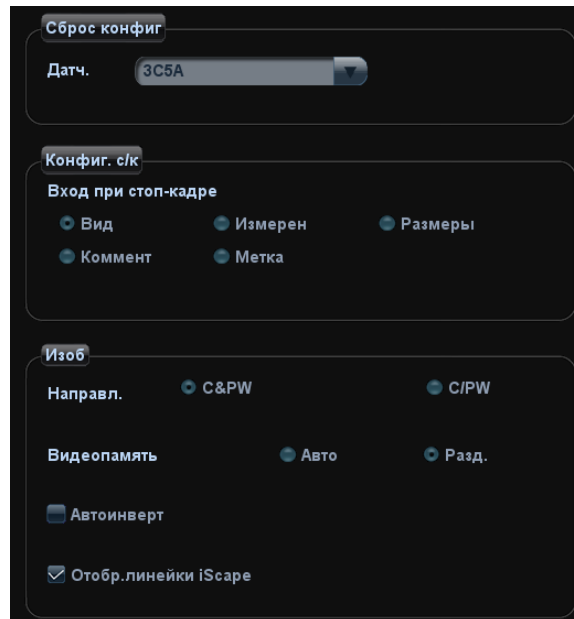 Сброс конфиг
Датч. 3C5A
Конфиг. с/к
Вход при стоп-кадре
Вид Измерен Размеры
Коммент Метка
Изоб
Направл. C&PW C/PW
Видеопамять Авто Разд.
Автоинверт
Отобр.линейки iScape